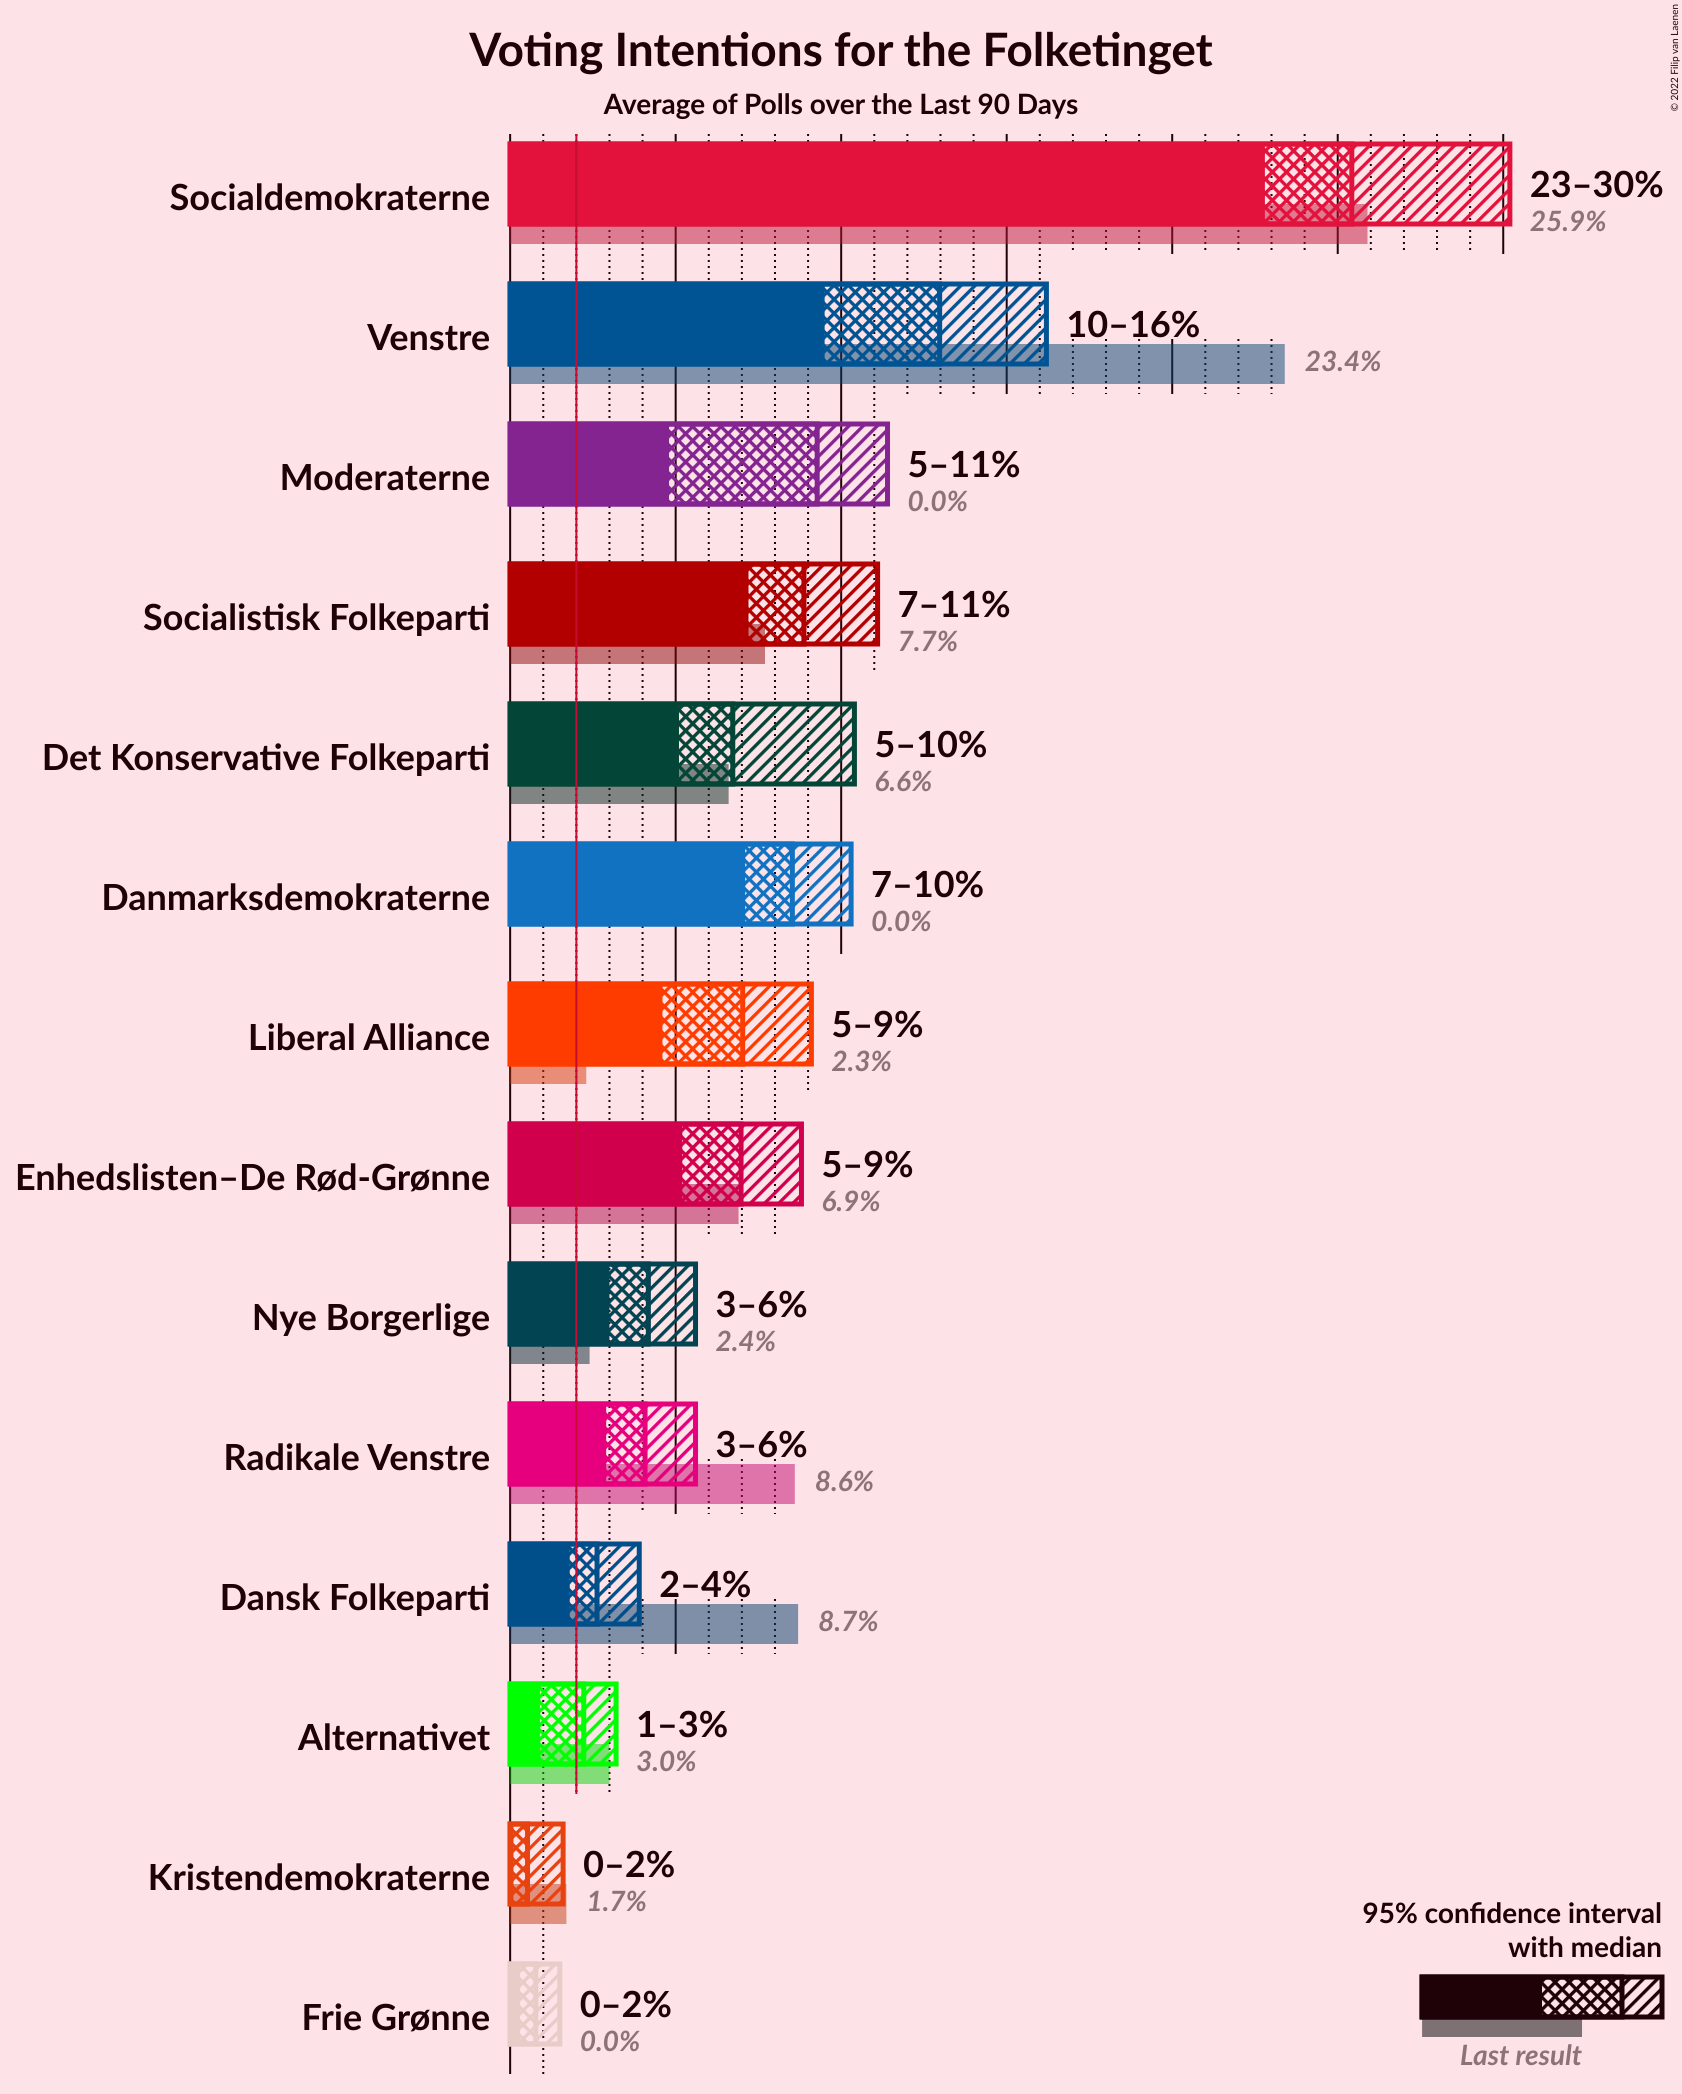 © 2022 Filip van Laenen
Voting Intentions for the Folketinget
Average of Polls over the Last 90 Days
Socialdemokraterne
23–30%
25.9%
Venstre
10–16%
23.4%
Moderaterne
5–11%
0.0%
Socialistisk Folkeparti
7–11%
7.7%
Det Konservative Folkeparti
5–10%
6.6%
Danmarksdemokraterne
7–10%
0.0%
Liberal Alliance
5–9%
2.3%
Enhedslisten–De Rød-Grønne
5–9%
6.9%
Nye Borgerlige
3–6%
2.4%
Radikale Venstre
3–6%
8.6%
Dansk Folkeparti
2–4%
8.7%
Alternativet
1–3%
3.0%
Kristendemokraterne
0–2%
1.7%
Frie Grønne
0–2%
0.0%
95% confidence interval
with median
Last result